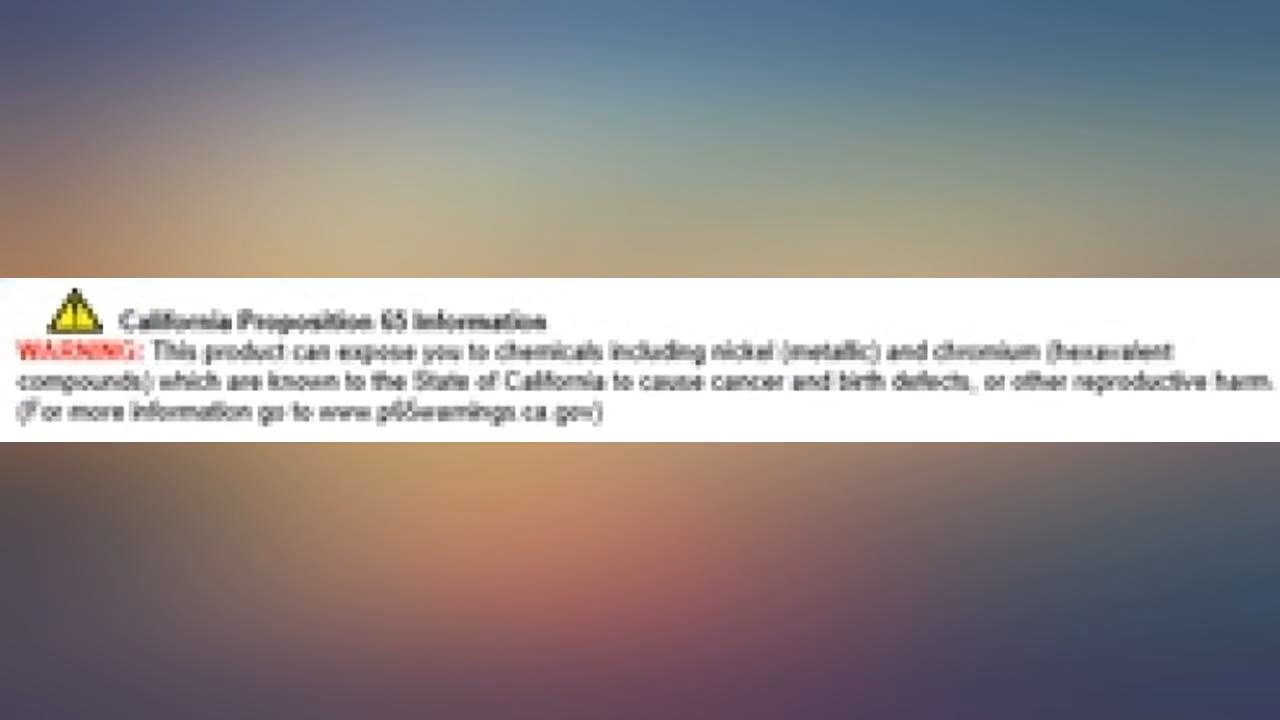 California Proposition 65 Information
WARNING: This product can expose you to chemicals including nickel (metallic) and chromium (hexavalent
compounds) which are known to the State of California to cause cancer and birth defects, or other reproductive harm.
(For more information go to www.p65warnings.ca.gov)